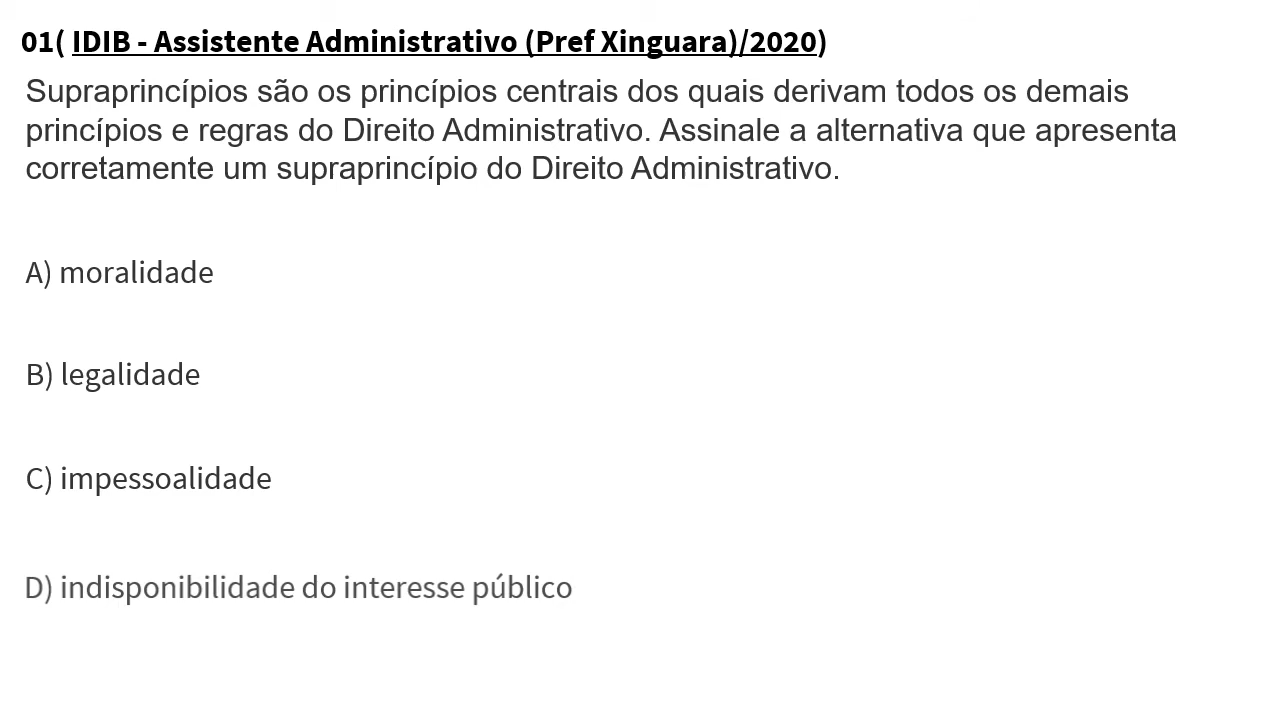 01( IDIB - Assistente Administrativo (Pref Xinguara)/2020)
Supraprincípios são os princípios centrais dos quais derivam todos os demais
princípios e regras do Direito Administrativo. Assinale a alternativa que apresenta
corretamente um supraprincípio do Direito Administrativo.
A) moralidade
B) legalidade
C) impessoalidade
D) indisponibilidade do interesse público